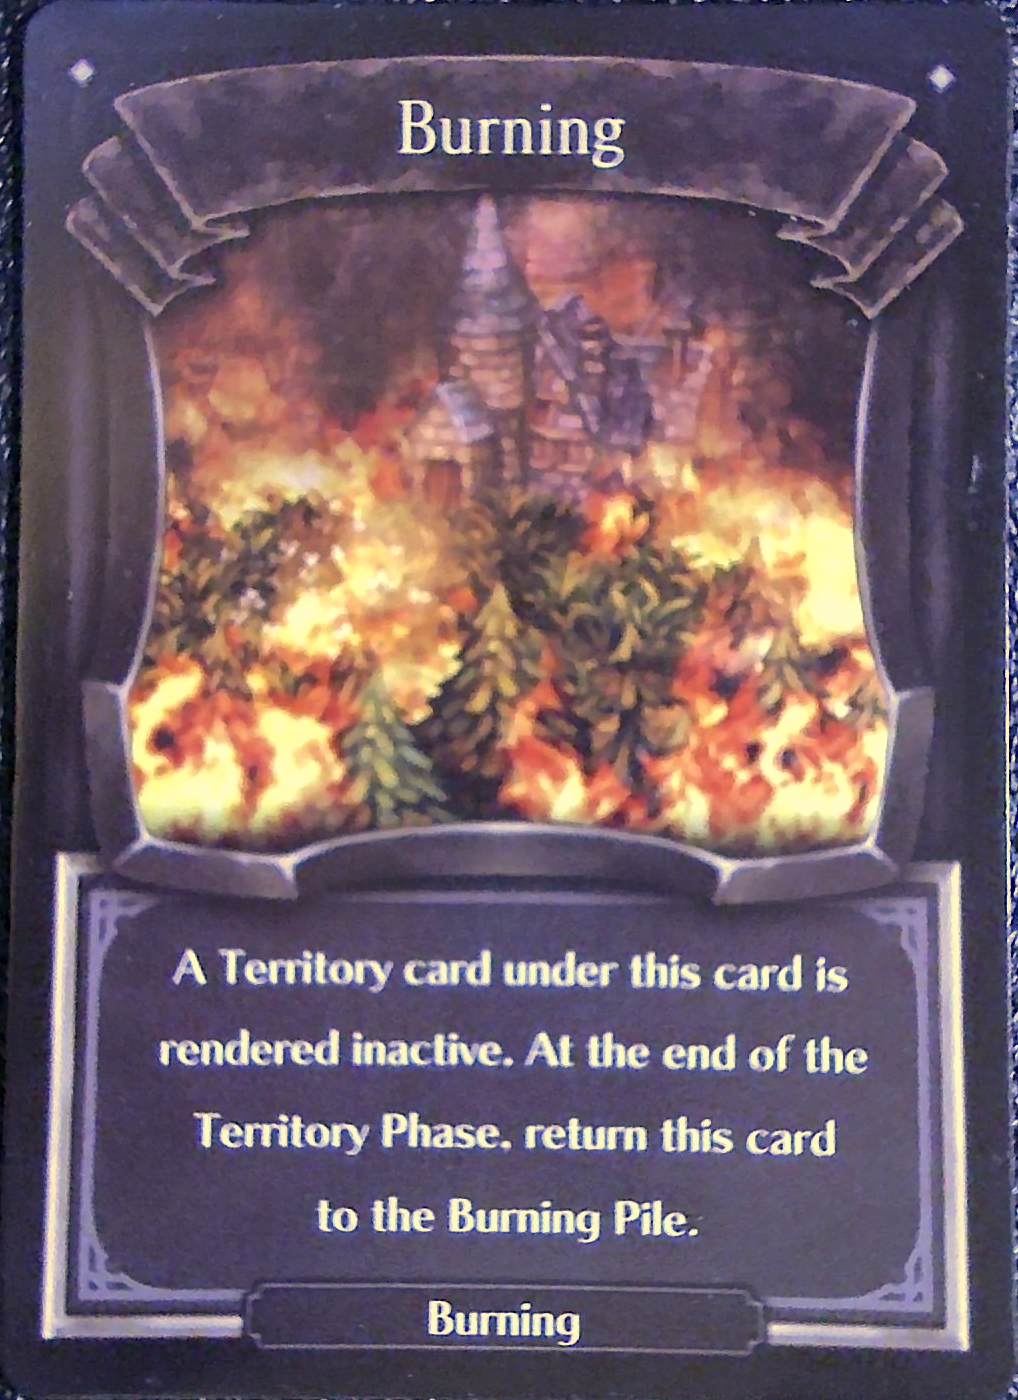 Burning
A Territory card under this card is
rendered inactive. At the end of the
Territory Phase, return this card
to the Burning Pile.
Burning